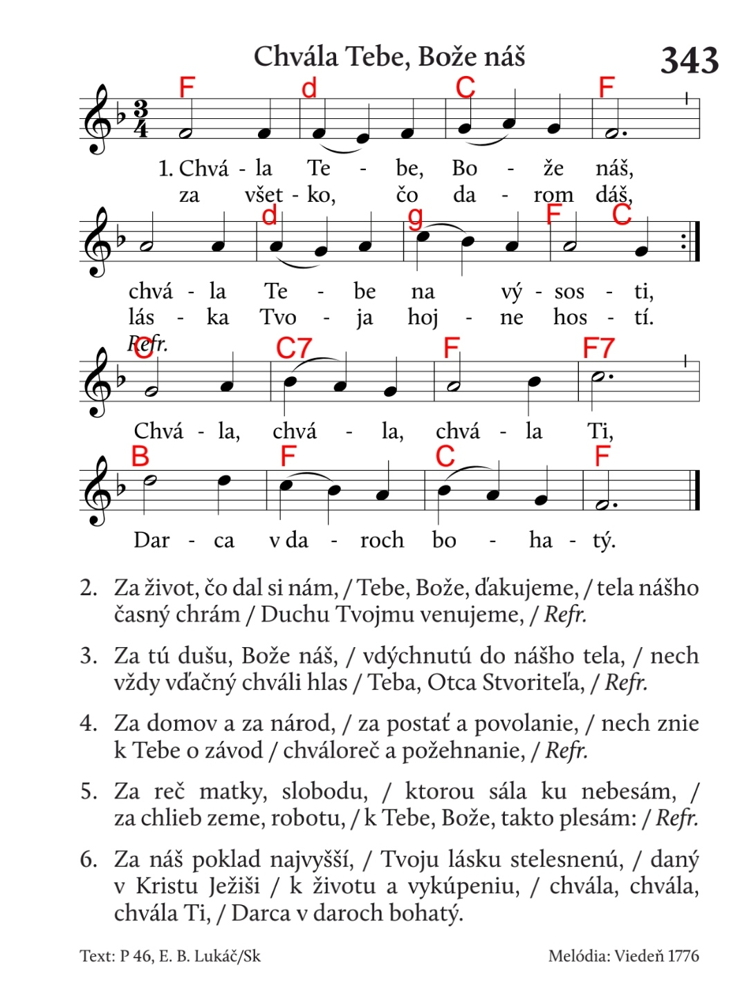 Chvála Tebe, Bože náš 343
F d C F
3
4
1. Chvá - la Te - be, Bo - že náš,
za všet - ko, čo da - rom dáš,
d g F C
chvá - la Te - be na vý - sos - ti,
lás - ka Tvo - ja hoj - ne hos - tí.
Refr.
C C7 F F7
Chvá - la, chvá - la, chvá - la Ti,
B F C F
Dar - ca v da - roch bo - ha - tý.
2. Za život, čo dal si nám, / Tebe, Bože, ďakujeme, / tela nášho
časný chrám / Duchu Tvojmu venujeme, / Refr.
3. Za tú dušu, Bože náš, / vdýchnutú do nášho tela, / nech
vždy vďačný chváli hlas / Teba, Otca Stvoriteľa, / Refr.
4. Za domov a za národ, / za postať a povolanie, / nech znie
k Tebe o závod / chváloreč a požehnanie, / Refr.
5. Za reč matky, slobodu, / ktorou sála ku nebesám, /
za chlieb zeme, robotu, / k Tebe, Bože, takto plesám: / Refr.
6. Za náš poklad najvyšší, / Tvoju lásku stelesnenú, / daný
v Kristu Ježiši / k životu a vykúpeniu, / chvála, chvála,
chvála Ti, / Darca v daroch bohatý.
Text: P 46, E. B. Lukáč/Sk Melódia: Viedeň 1776